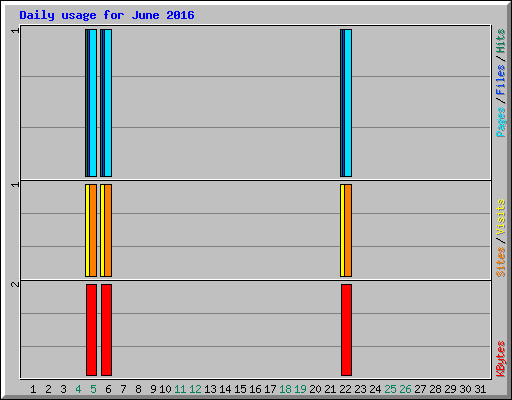 Daily usage for June 2016
1
Pages / Files / Hits
1
Sites / Visits
2
KBytes
1 2 3 4 5 6 7 8 9 10 11 12 13 14 15 16 17 18 19 20 21 22 23 24 25 26 27 28 29 30 31